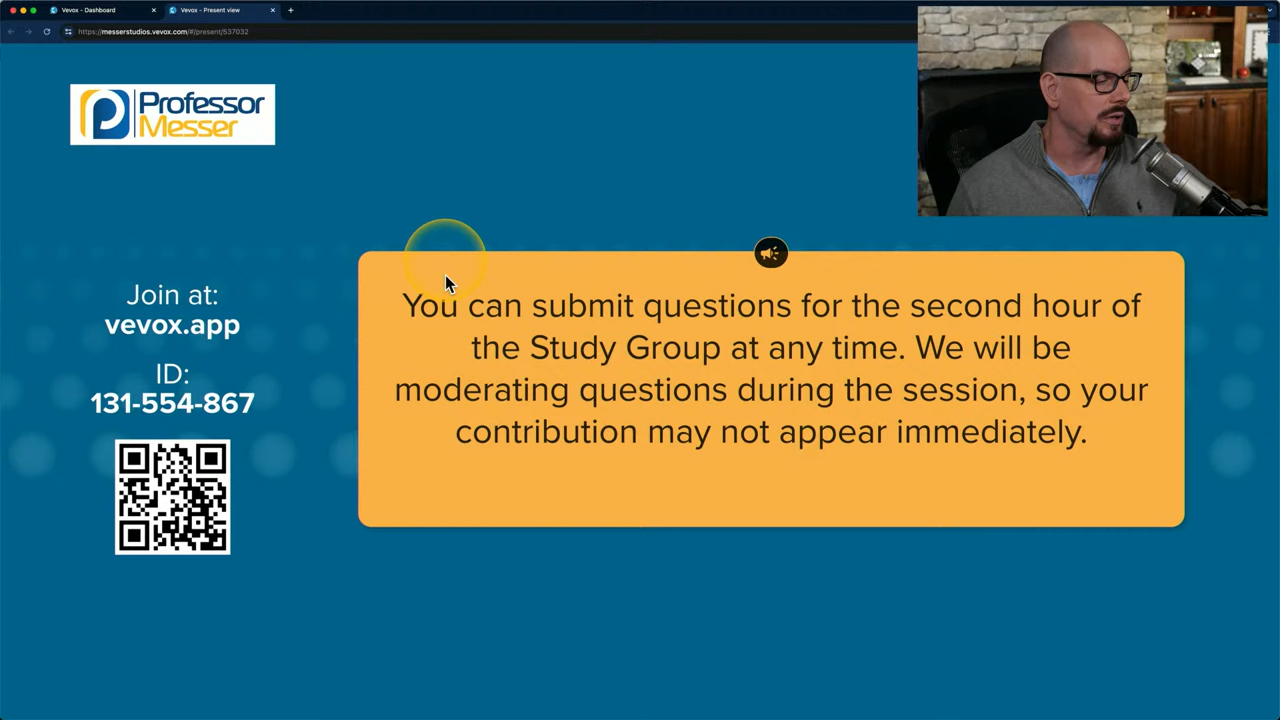 Vevox - Dashboard
Vevox - Present view
https://messerstudios.vevox.com/#/present/537032
Professor
Messer
Join at:
vevox.app
ID:
131-554-867
You can submit questions for the second hour of
the Study Group at any time. We will be
moderating questions during the session, so your
contribution may not appear immediately.